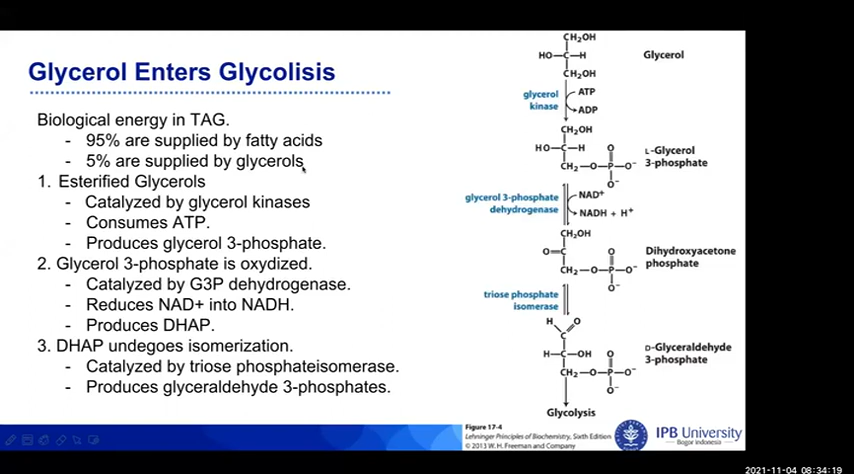 Glycerol Enters Glycolisis
Biological energy in TAG.
- 95% are supplied by fatty acids
- 5% are supplied by glycerols
1. Esterified Glycerols
- Catalyzed by glycerol kinases
- Consumes ATP.
- Produces glycerol 3-phosphate.
2. Glycerol 3-phosphate is oxydized.
- Catalyzed by G3P dehydrogenase.
- Reduces NAD+ into NADH.
- Produces DHAP.
3. DHAP undergoes isomerization.
- Catalyzed by triose phosphateisomerase.
- Produces glyceraldehyde 3-phosphates.
CH₂OH
HO—C—H
CH₂OH
Glycerol
glycerol
kinase
ATP
ADP
CH₂OH
HO—C—H O
CH₂—O—P—O⁻
O⁻
L-Glycerol
3-phosphate
glycerol 3-phosphate
dehydrogenase
NAD⁺
NADH + H⁺
CH₂OH
O=C O
CH₂—O—P—O⁻
O⁻
Dihydroxyacetone
phosphate
triose phosphate
isomerase
H O
C
H—C—OH O
CH₂—O—P—O⁻
O⁻
D-Glyceraldehyde
3-phosphate
Glycolysis
Figure 17-4
Lehninger Principles of Biochemistry, Sixth Edition
© 2013 W. H. Freeman and Company
IPB University
Bogor Indonesia
2021-11-04 08:34:19